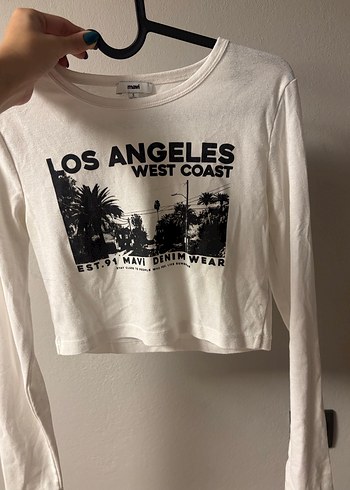 mavi
LOS ANGELES
WEST COAST
EST.91 MAVI DENIM WEAR